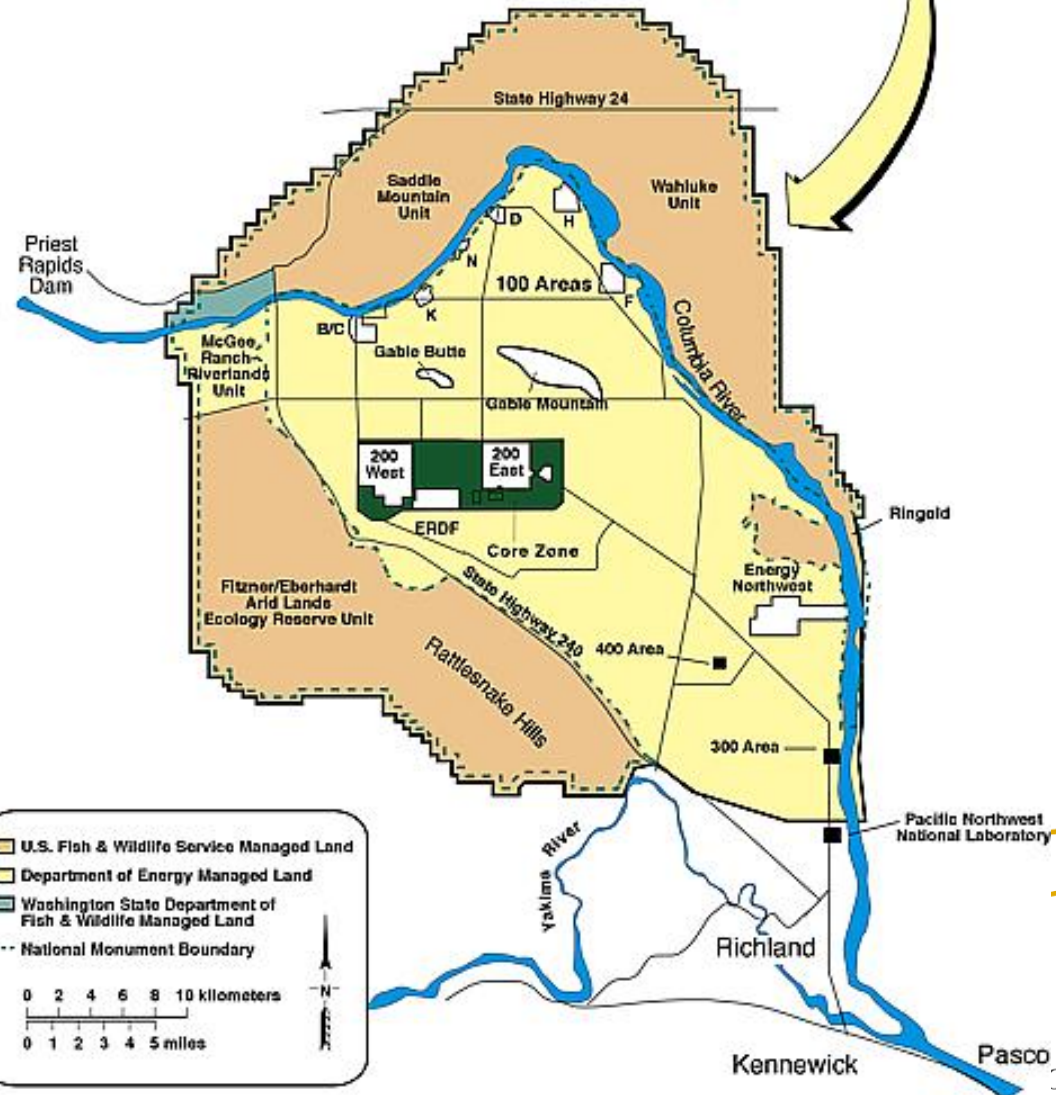 State Highway 24
Saddle
Mountain
Unit
Wahluke
Unit
Priest
Rapids
Dam
D
H
N
100 Areas
F
K
B/C
Columbia River
McGee
Ranch-
Riverlands
Unit
Gable Butte
Gable Mountain
200
West
200
East
ERDF
Core Zone
Ringold
Energy
Northwest
Fitzner/Eberhardt
Arid Lands
Ecology Reserve Unit
State Highway 240
400 Area
Rattlesnake Hills
300 Area
Pacific Northwest
National Laboratory
Yakima River
Richland
Kennewick
Pasco
U.S. Fish & Wildlife Service Managed Land
Department of Energy Managed Land
Washington State Department of
Fish & Wildlife Managed Land
National Monument Boundary
N
0 2 4 6 8 10 kilometers
0 1 2 3 4 5 miles